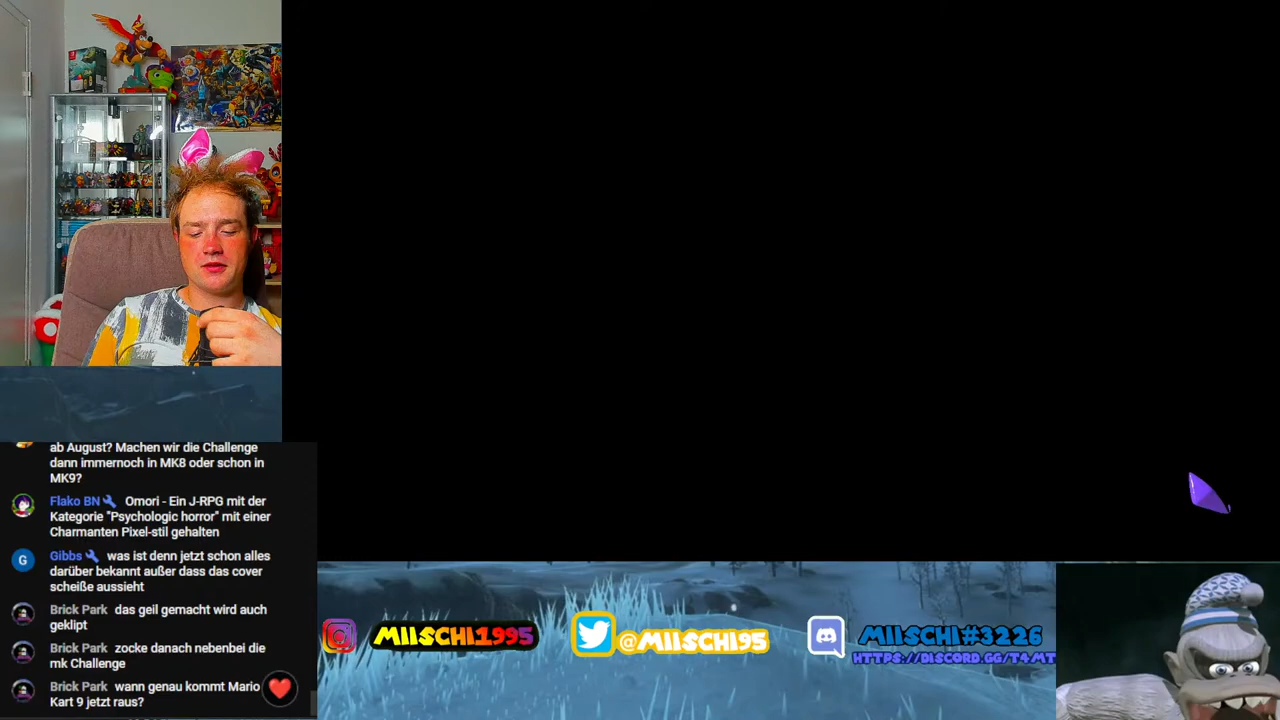 ab August? Machen wir die Challenge
dann immernoch in MK8 oder schon in
MK9?
Flako BN Omori - Ein J-RPG mit der
Kategorie "Psychologic horror" mit einer
Charmanten Pixel-stil gehalten
G Gibbs was ist denn jetzt schon alles
darüber bekannt außer dass das cover
scheiße aussieht
Brick Park das geil gemacht wird auch
geklipt
Brick Park zocke danach nebenbei die
mk Challenge
Brick Park wann genau kommt Mario
Kart 9 jetzt raus?
MIISCHI1995
@MIISCHI95
MIISCHI#3226
HTTPS://DISCORD.GG/T4MT